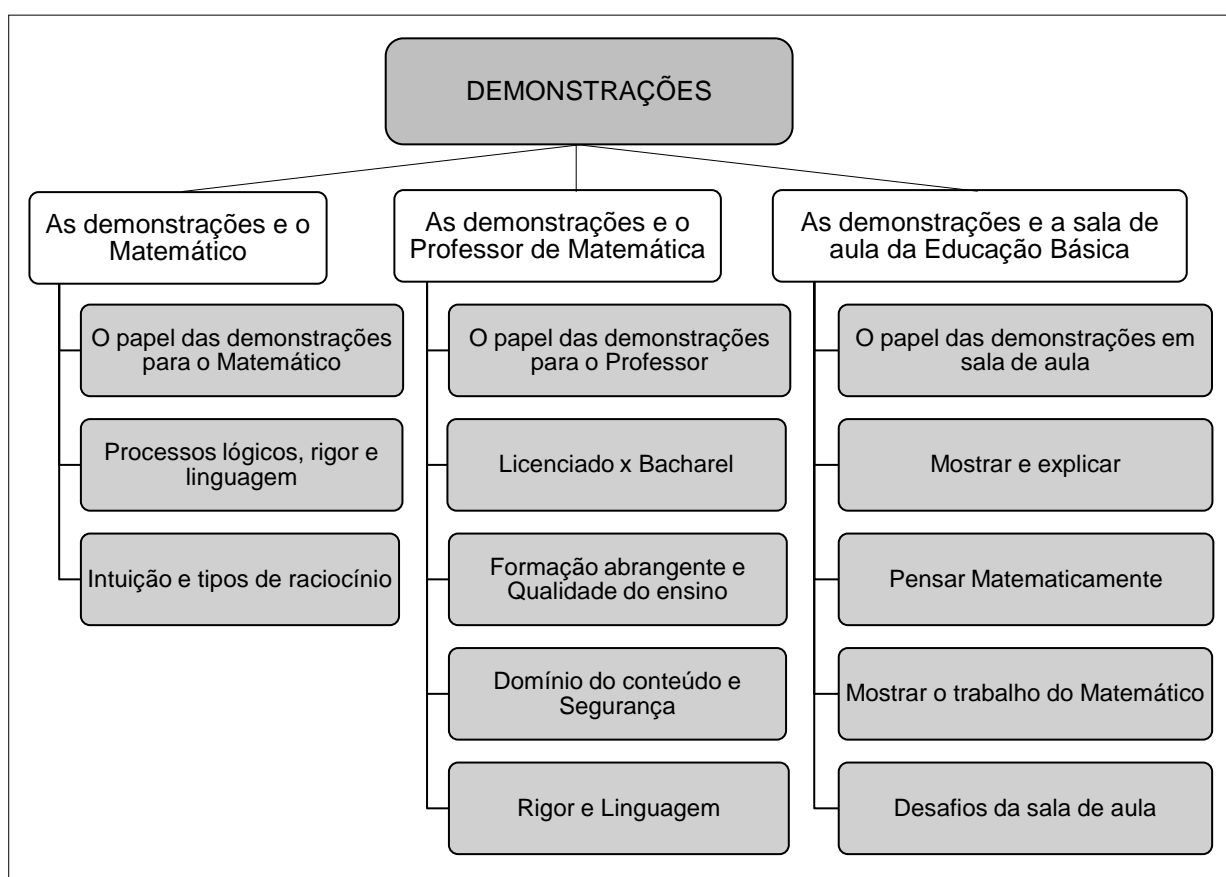 DEMONSTRAÇÕES
As demonstrações e o
Matemático
O papel das demonstrações
para o Matemático
Processos lógicos, rigor e
linguagem
Intuição e tipos de raciocínio
As demonstrações e o
Professor de Matemática
O papel das demonstrações
para o Professor
Licenciado x Bacharel
Formação abrangente e
Qualidade do ensino
Domínio do conteúdo e
Segurança
Rigor e Linguagem
As demonstrações e a sala de
aula da Educação Básica
O papel das demonstrações em
sala de aula
Mostrar e explicar
Pensar Matematicamente
Mostrar o trabalho do Matemático
Desafios da sala de aula